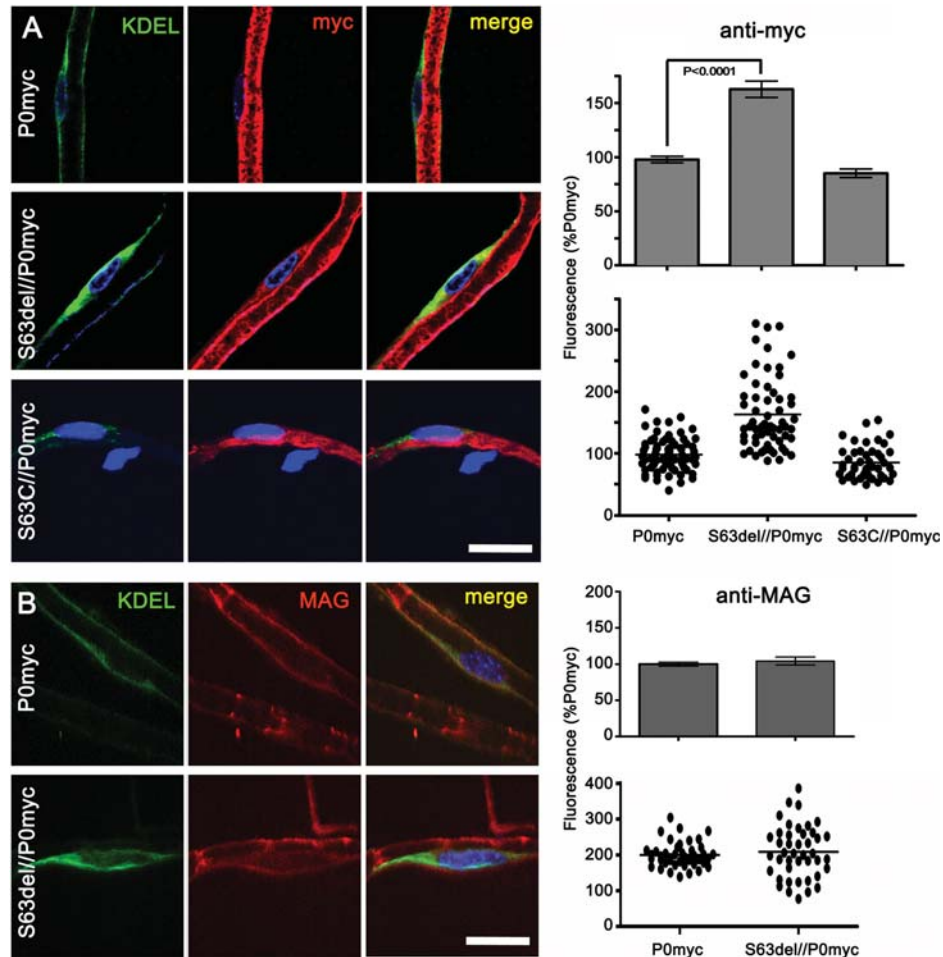 A KDEL myc merge
P0myc
S63del//P0myc
S63C//P0myc
anti-myc
P<0.0001
150
100
50
0
Fluorescence (%P0myc)
300
200
100
0
P0myc S63del//P0myc S63C//P0myc
B KDEL MAG merge
P0myc
S63del//P0myc
anti-MAG
200
150
100
50
0
Fluorescence (%P0myc)
400
300
200
100
0
P0myc S63del//P0myc